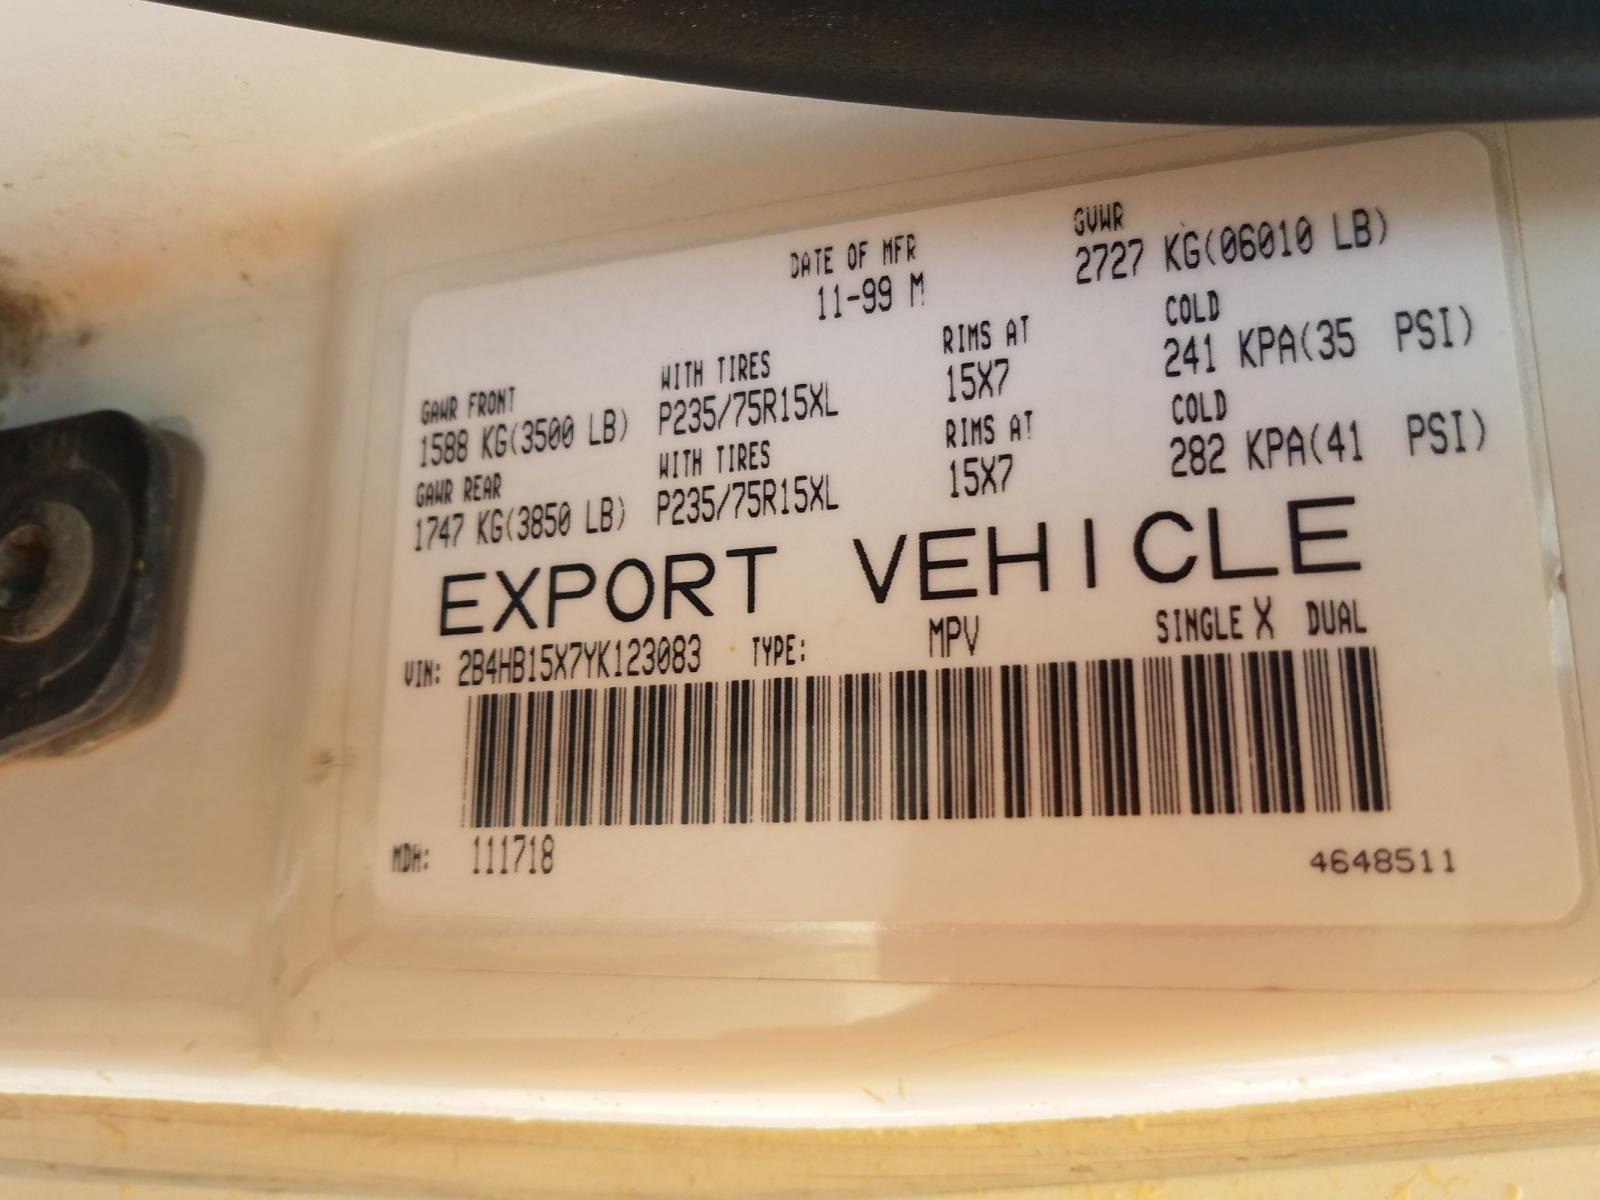 DATE OF MFR GVWR
11-99 M 2727 KG(06010 LB)
GAWR FRONT WITH TIRES RIMS AT COLD
1588 KG(3500 LB) P235/75R15XL 15X7 241 KPA(35 PSI)
GAWR REAR WITH TIRES RIMS AT COLD
1747 KG(3850 LB) P235/75R15XL 15X7 282 KPA(41 PSI)
EXPORT VEHICLE
VIN: 2B4HB15X7YK123083 TYPE: MPV SINGLE X DUAL
MDH: 111718 4648511